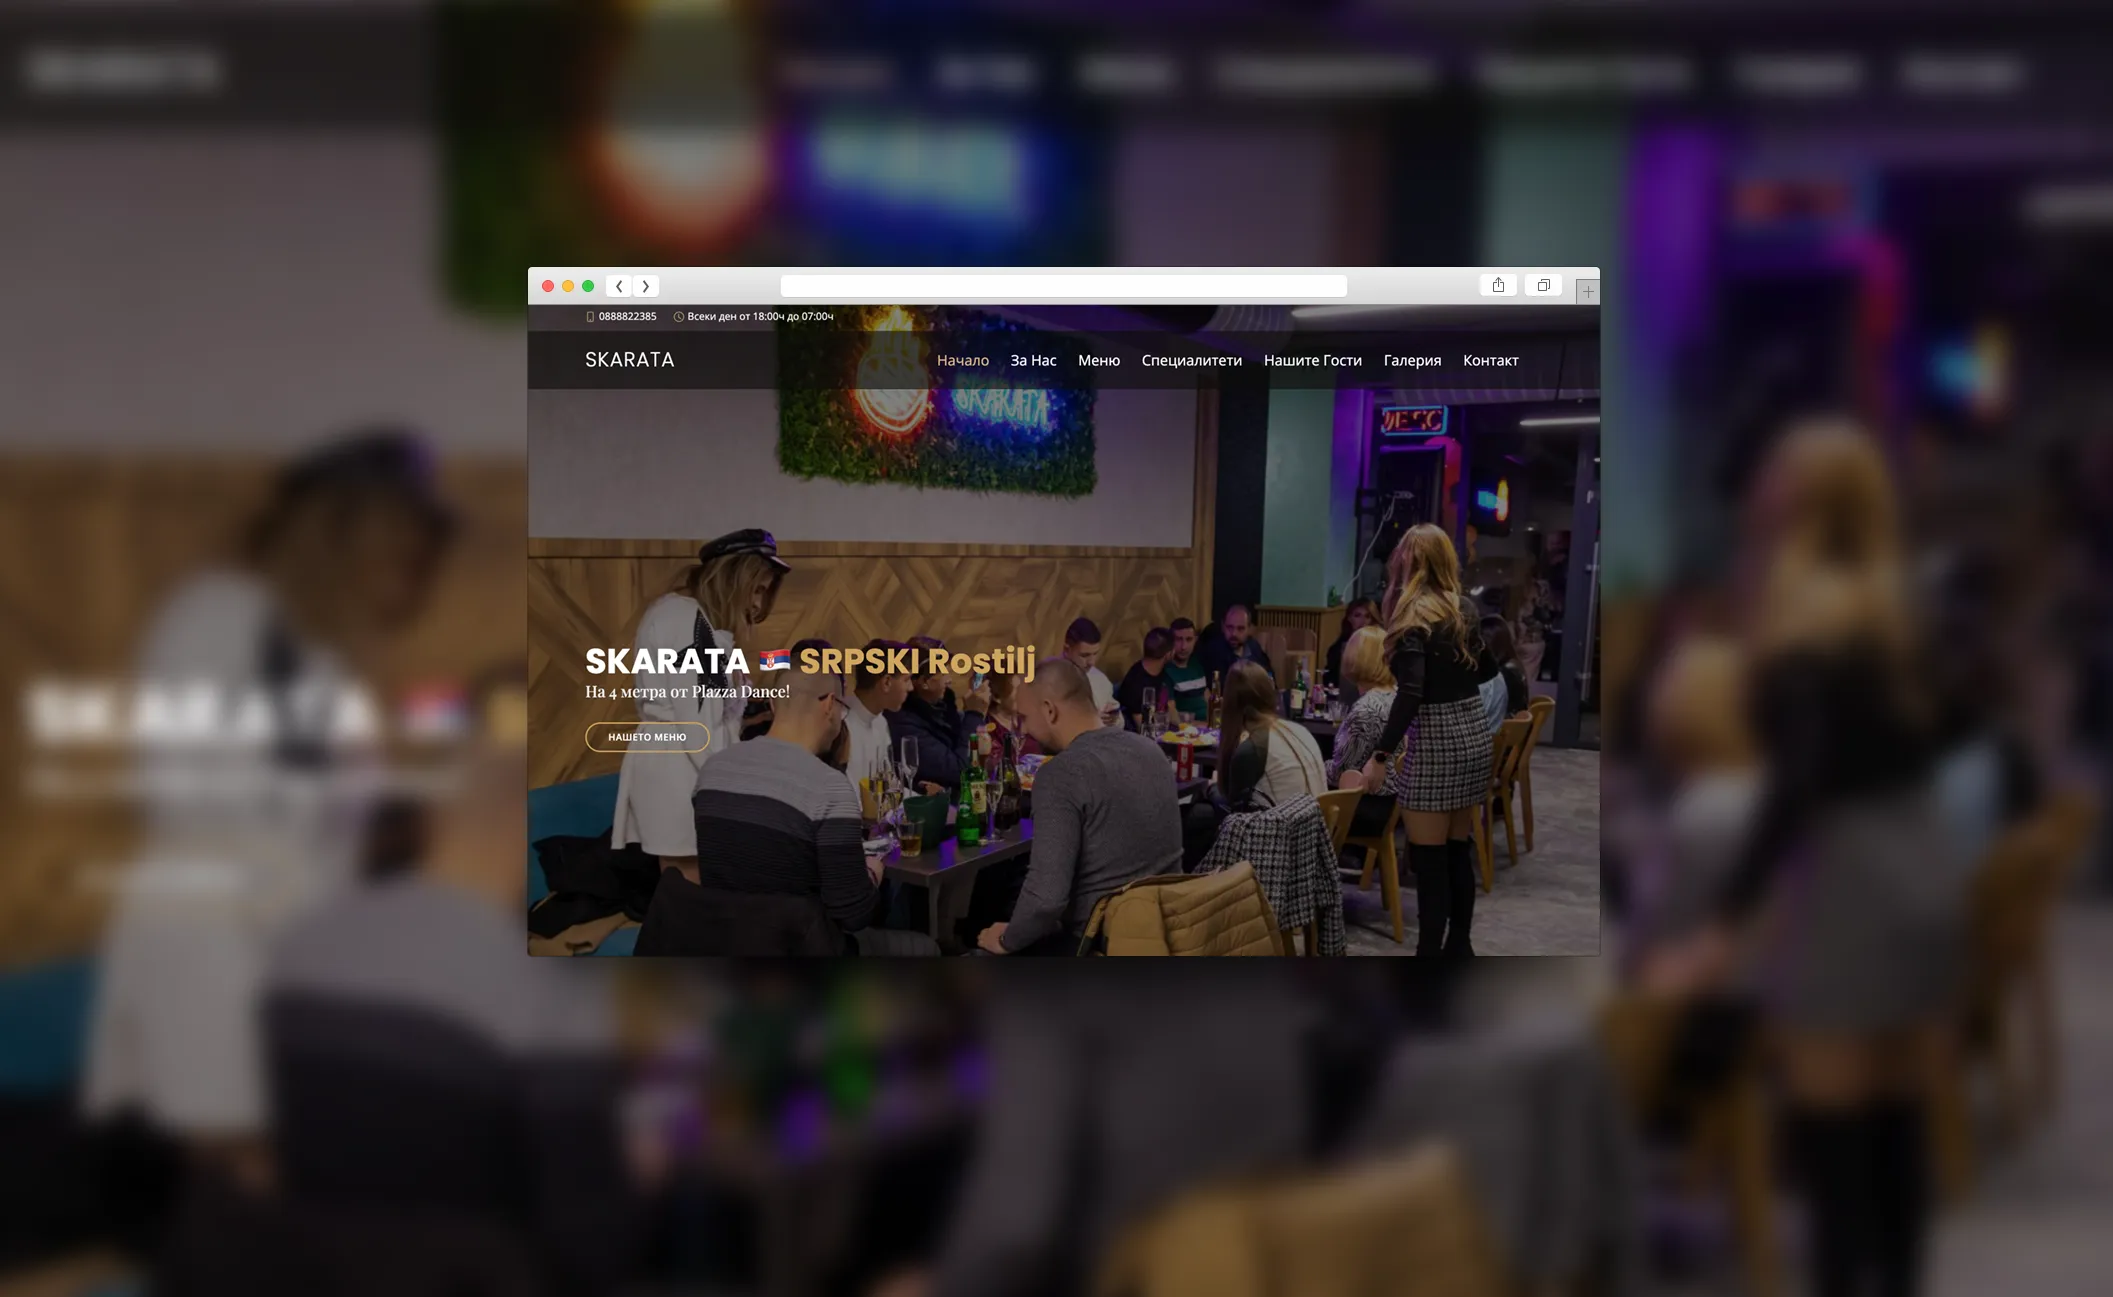 0888822385 Всеки ден от 18:00ч до 07:00ч
SKARATA Начало За Нас Меню Специалитети Нашите Гости Галерия Контакт
SKARATA
SKARATA 🇷🇸 SRPSKI Rostilj
На 4 метра от Plazza Dance!
НАШЕТО МЕНЮ